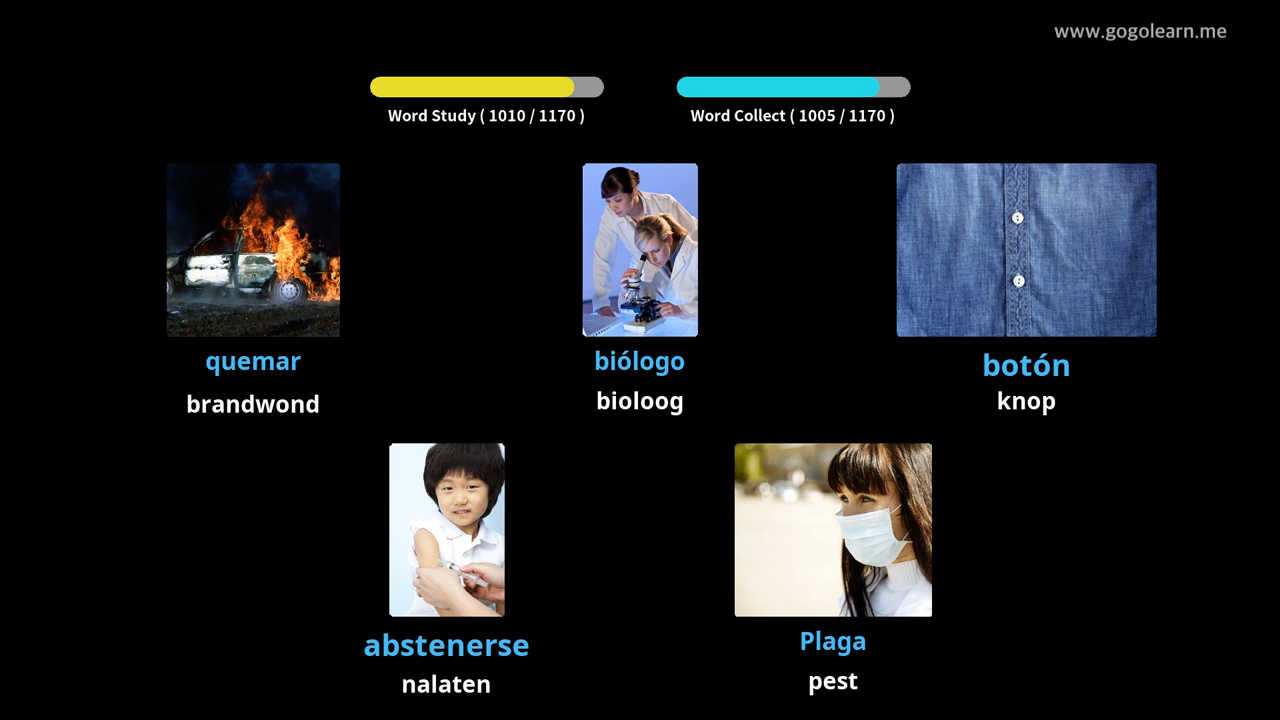 www.gogolearn.me
Word Study ( 1010 / 1170 )
Word Collect ( 1005 / 1170 )
quemar
brandwond
biólogo
bioloog
botón
knop
abstenerse
nalaten
Plaga
pest